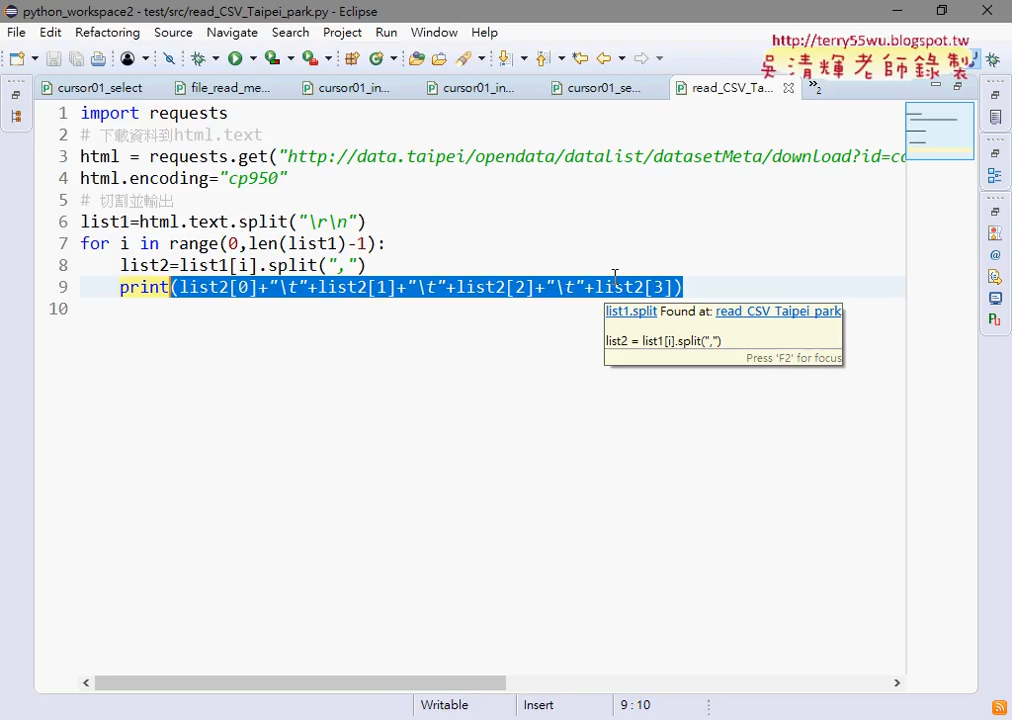 python_workspace2 - test/src/read_CSV_Taipei_park.py - Eclipse
File Edit Refactoring Source Navigate Search Project Run Window Help
http://terry55wu.blogspot.tw
吳清輝老師錄製
cursor01_select file_read_me... cursor01_in... cursor01_in... cursor01_se... read_CSV_Ta... »2
1 import requests
2 # 下載資料到html.text
3 html = requests.get("http://data.taipei/opendata/datalist/datasetMeta/download?id=cc
4 html.encoding="cp950"
5 # 切割並輸出
6 list1=html.text.split("\r\n")
7 for i in range(0,len(list1)-1):
8 list2=list1[i].split(",")
9 print(list2[0]+"\t"+list2[1]+"\t"+list2[2]+"\t"+list2[3])
10
list1.split Found at: read_CSV_Taipei_park
list2 = list1[i].split(",")
Press 'F2' for focus
Writable Insert 9 : 10